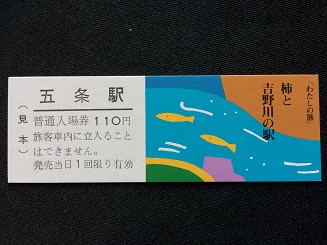 （見本）
五条駅
普通入場券 110円
旅客車内に立入ること
はできません。
発売当日1回限り有効
「わたしの旅」
柿と
吉野川の駅